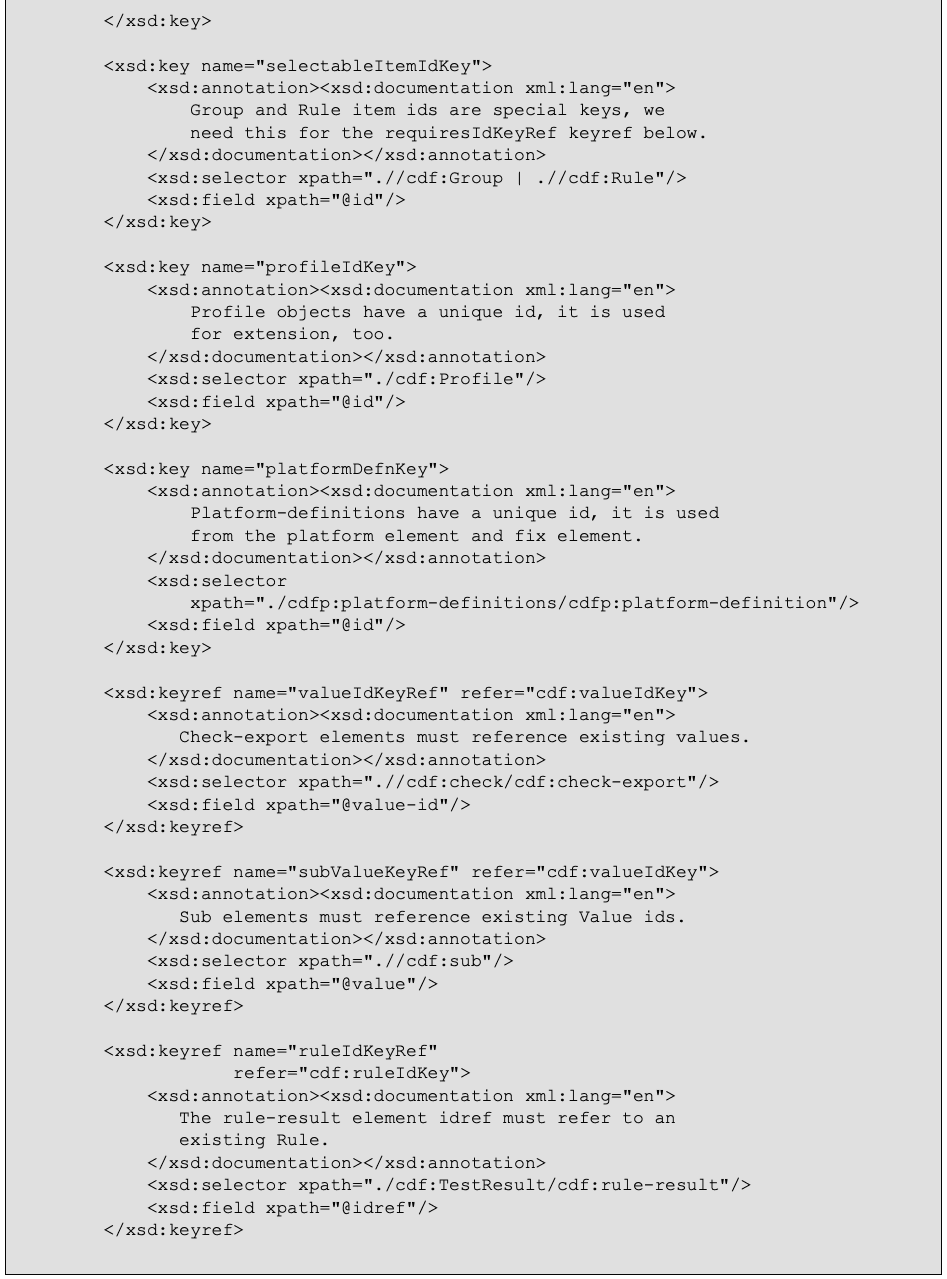 </xsd:key>
<xsd:key name="selectableItemIdKey">
<xsd:annotation><xsd:documentation xml:lang="en">
Group and Rule item ids are special keys, we
need this for the requiresIdKeyRef keyref below.
</xsd:documentation></xsd:annotation>
<xsd:selector xpath=".//cdf:Group | .//cdf:Rule"/>
<xsd:field xpath="@id"/>
</xsd:key>
<xsd:key name="profileIdKey">
<xsd:annotation><xsd:documentation xml:lang="en">
Profile objects have a unique id, it is used
for extension, too.
</xsd:documentation></xsd:annotation>
<xsd:selector xpath="./cdf:Profile"/>
<xsd:field xpath="@id"/>
</xsd:key>
<xsd:key name="platformDefnKey">
<xsd:annotation><xsd:documentation xml:lang="en">
Platform-definitions have a unique id, it is used
from the platform element and fix element.
</xsd:documentation></xsd:annotation>
<xsd:selector
xpath="./cdfp:platform-definitions/cdfp:platform-definition"/>
<xsd:field xpath="@id"/>
</xsd:key>
<xsd:keyref name="valueIdKeyRef" refer="cdf:valueIdKey">
<xsd:annotation><xsd:documentation xml:lang="en">
Check-export elements must reference existing values.
</xsd:documentation></xsd:annotation>
<xsd:selector xpath=".//cdf:check/cdf:check-export"/>
<xsd:field xpath="@value-id"/>
</xsd:keyref>
<xsd:keyref name="subValueKeyRef" refer="cdf:valueIdKey">
<xsd:annotation><xsd:documentation xml:lang="en">
Sub elements must reference existing Value ids.
</xsd:documentation></xsd:annotation>
<xsd:selector xpath=".//cdf:sub"/>
<xsd:field xpath="@value"/>
</xsd:keyref>
<xsd:keyref name="ruleIdKeyRef"
refer="cdf:ruleIdKey">
<xsd:annotation><xsd:documentation xml:lang="en">
The rule-result element idref must refer to an
existing Rule.
</xsd:documentation></xsd:annotation>
<xsd:selector xpath="./cdf:TestResult/cdf:rule-result"/>
<xsd:field xpath="@idref"/>
</xsd:keyref>